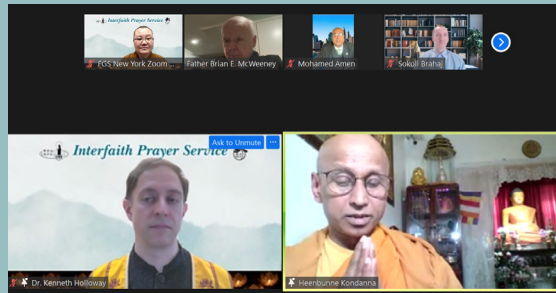 Interfaith Prayer Service
FGS New York Zoom
Father Brian E. McWeeney
Mohamed Amen
Sokoli Brahaj
Interfaith Prayer Service
Ask to Unmute
Dr. Kenneth Holloway
Heenbunne Kondanna